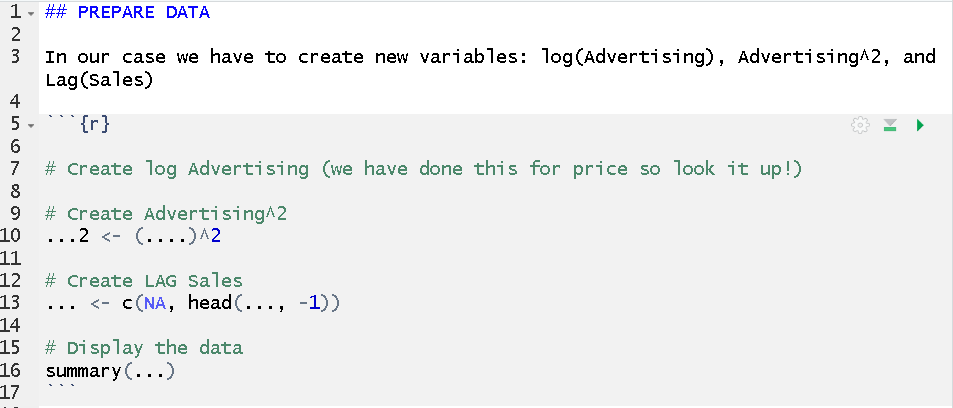 1 ## PREPARE DATA
2
3 In our case we have to create new variables: log(Advertising), Advertising^2, and
Lag(Sales)
4
5 ```{r}
6
7 # Create log Advertising (we have done this for price so look it up!)
8
9 # Create Advertising^2
10 ...2 <- (....)^2
11
12 # Create LAG Sales
13 ... <- c(NA, head(..., -1))
14
15 # Display the data
16 summary(...)
17 ```